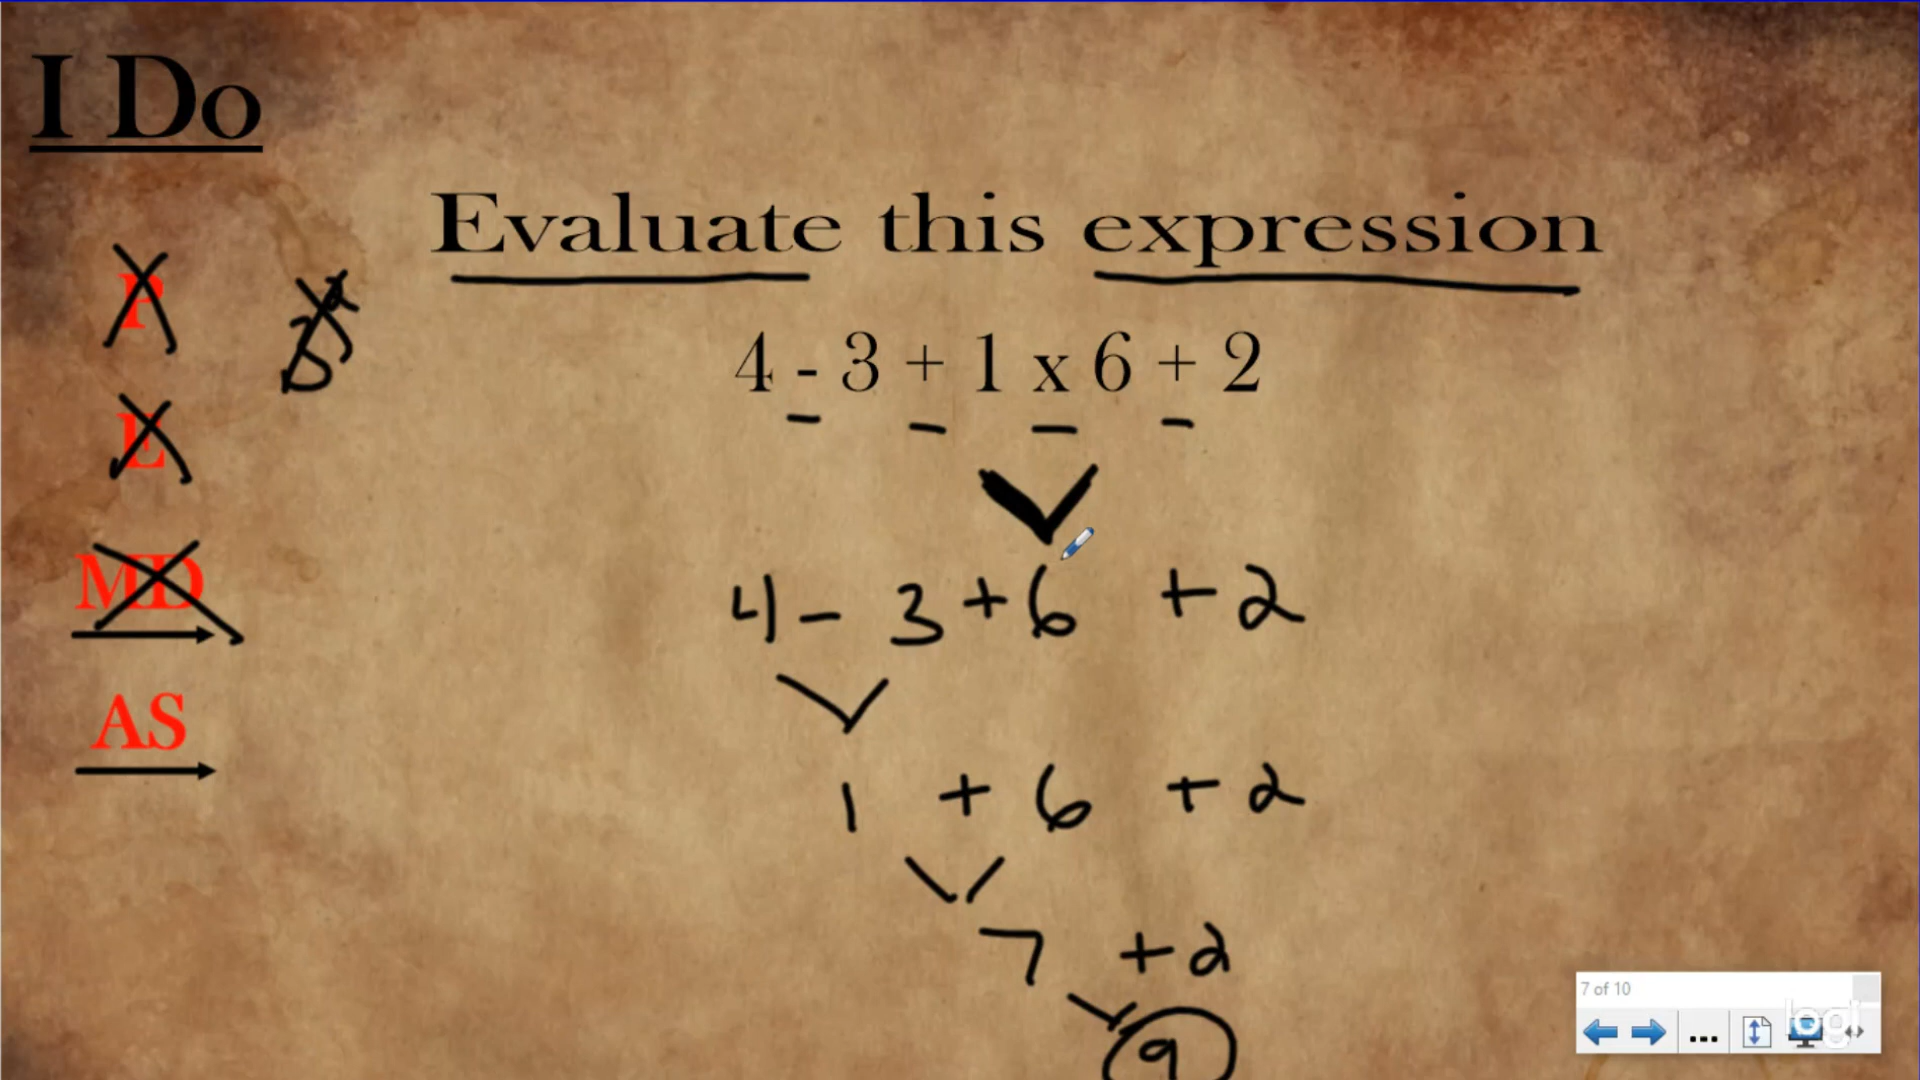 I Do
Evaluate this expression
4 - 3 + 1 x 6 + 2
P
E
MD
AS
4 - 3 + 6 + 2
1 + 6 + 2
7 + 2
9
7 of 10
logi